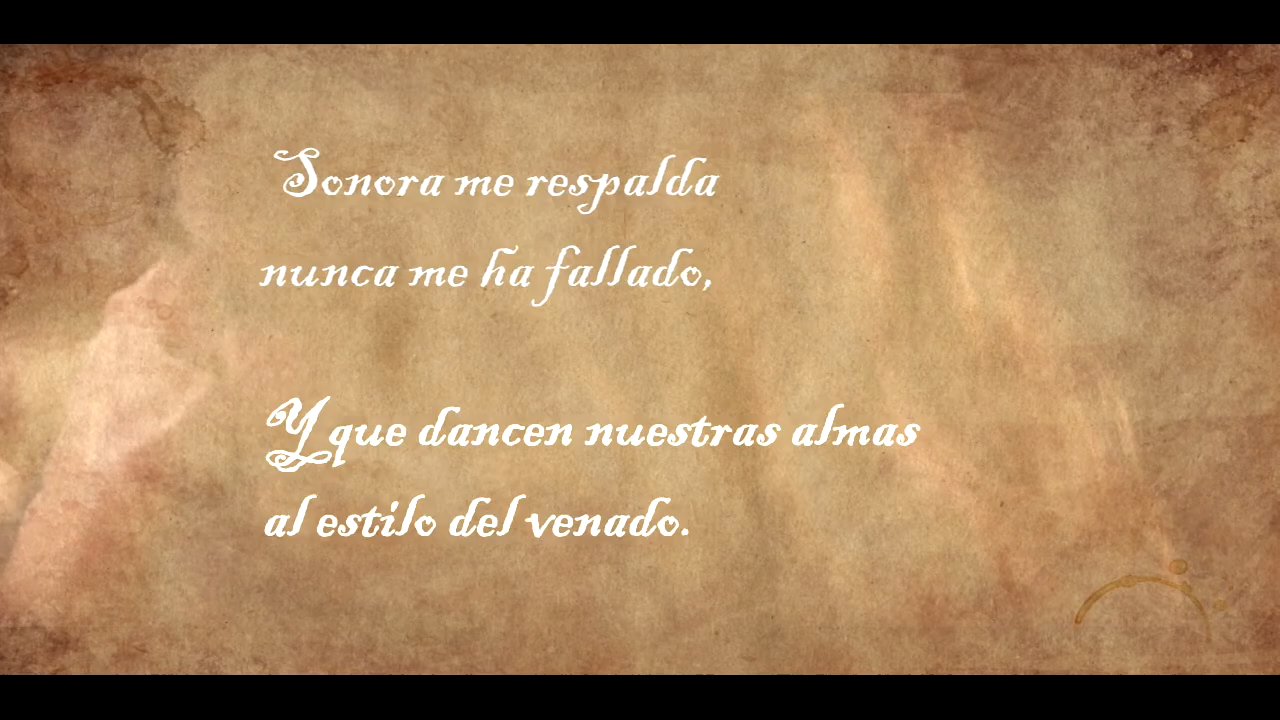 Sonora me respalda
nunca me ha fallado,
Y que dancen nuestras almas
al estilo del venado.